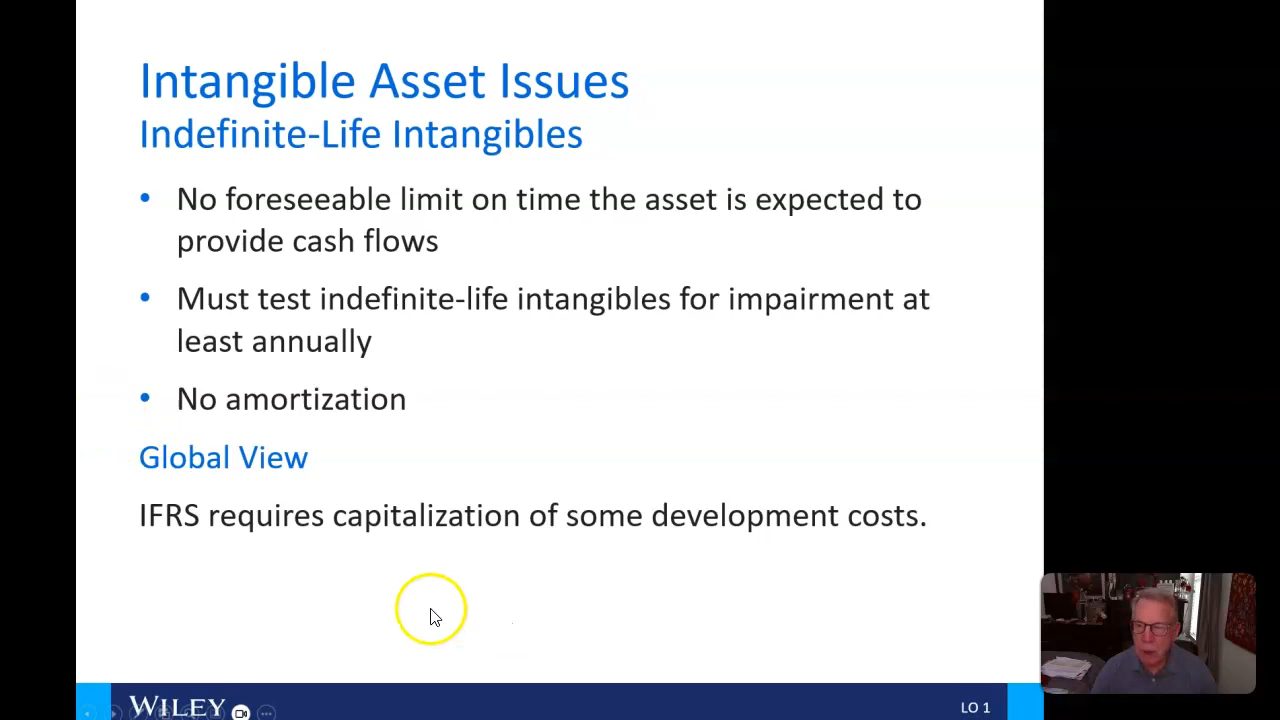 Intangible Asset Issues
Indefinite-Life Intangibles
• No foreseeable limit on time the asset is expected to
provide cash flows
• Must test indefinite-life intangibles for impairment at
least annually
• No amortization
Global View
IFRS requires capitalization of some development costs.
WILEY
LO 1